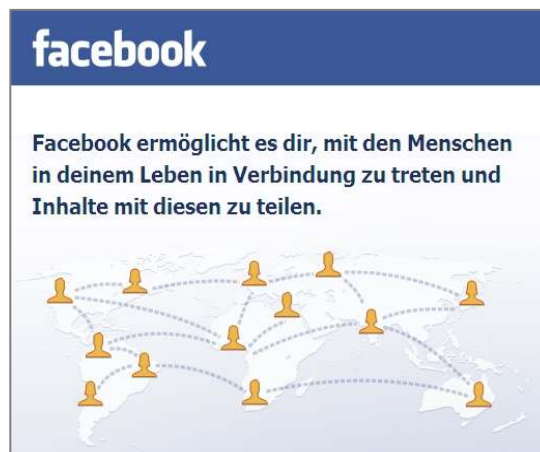 facebook
Facebook ermöglicht es dir, mit den Menschen
in deinem Leben in Verbindung zu treten und
Inhalte mit diesen zu teilen.